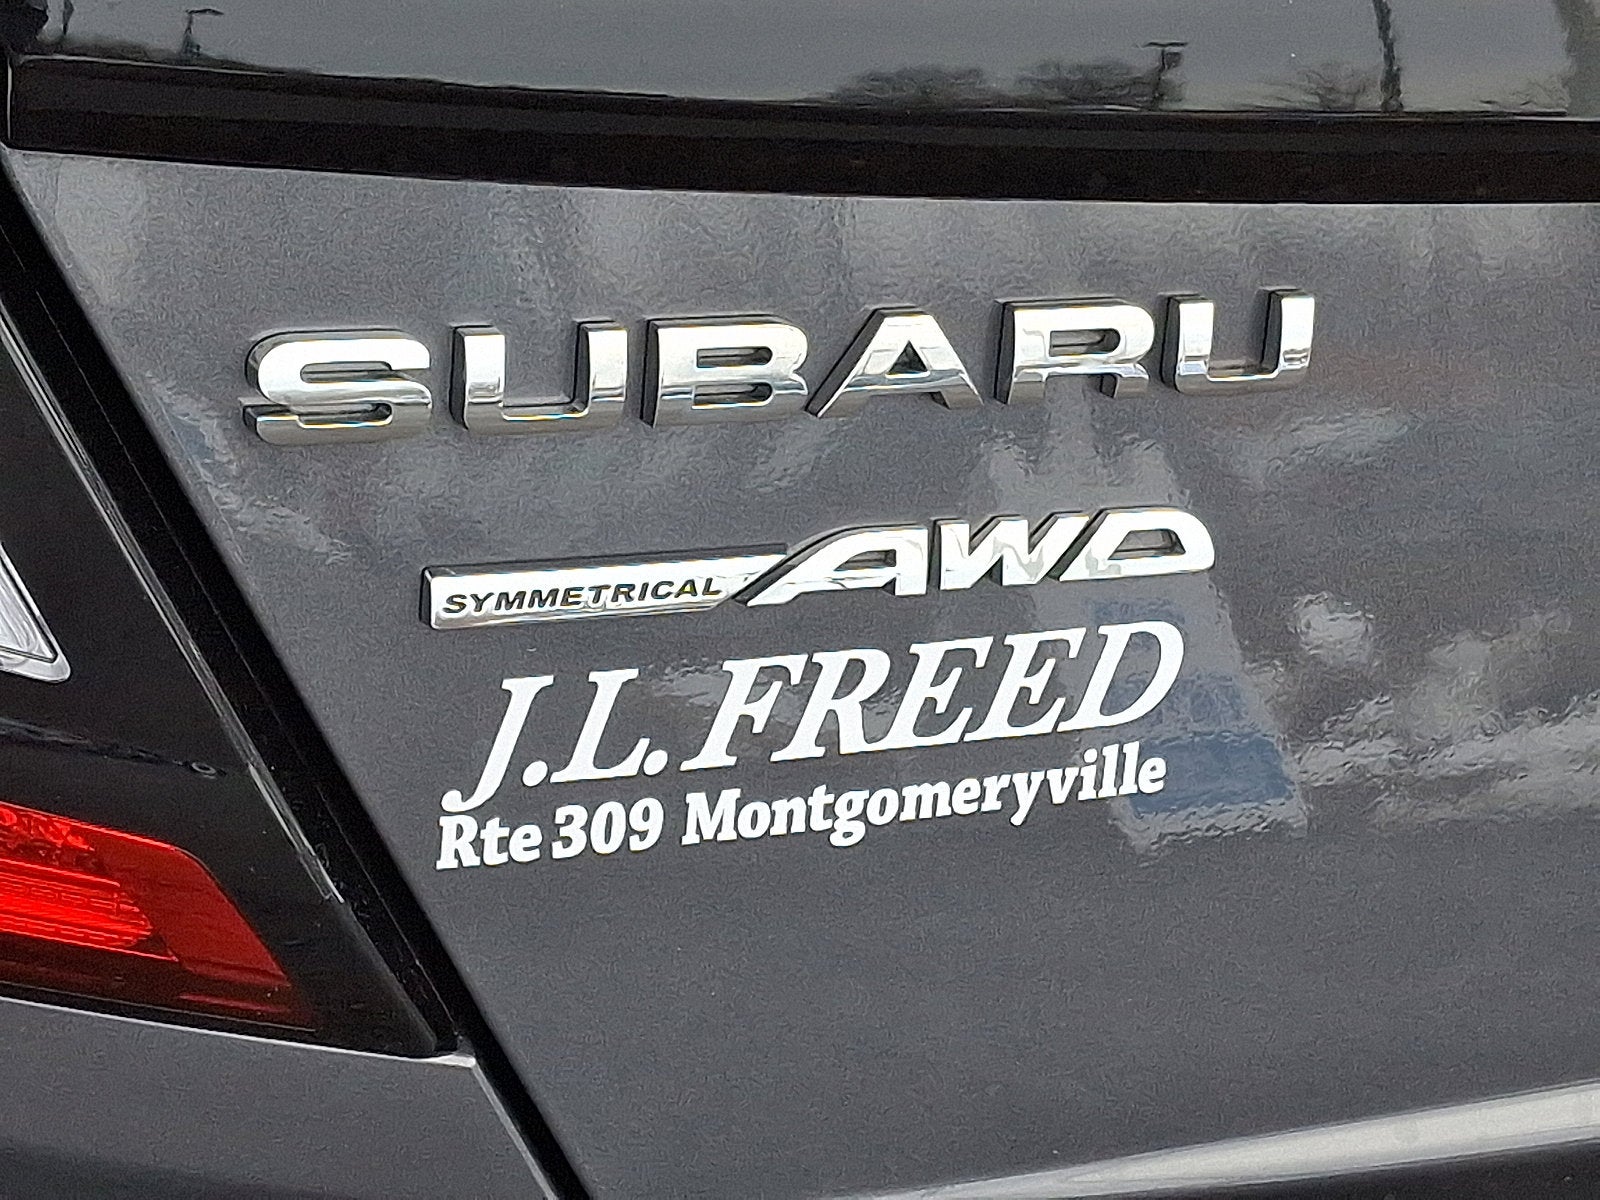 SUBARU
SYMMETRICAL AWD
J.L. FREED
Rte 309 Montgomeryville